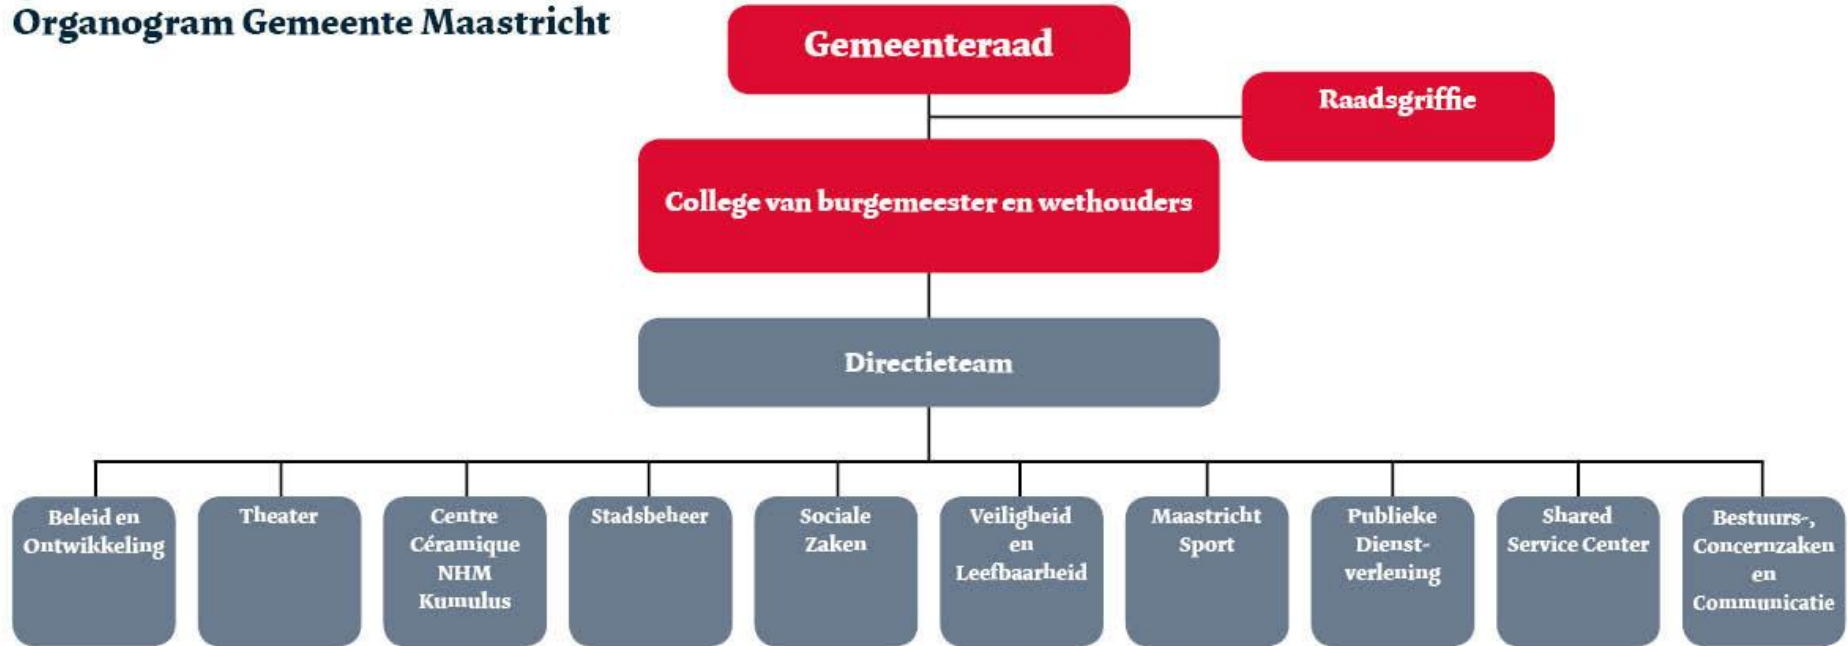 Organogram Gemeente Maastricht
Gemeenteraad
Raadsgriffie
College van burgemeester en wethouders
Directieteam
Beleid en
Ontwikkeling
Theater
Centre
Céramique
NHM
Kumulus
Stadsbeheer
Sociale
Zaken
Veiligheid
en
Leefbaarheid
Maastricht
Sport
Publieke
Dienst-
verlening
Shared
Service Center
Bestuurs-,
Concernzaken
en
Communicatie